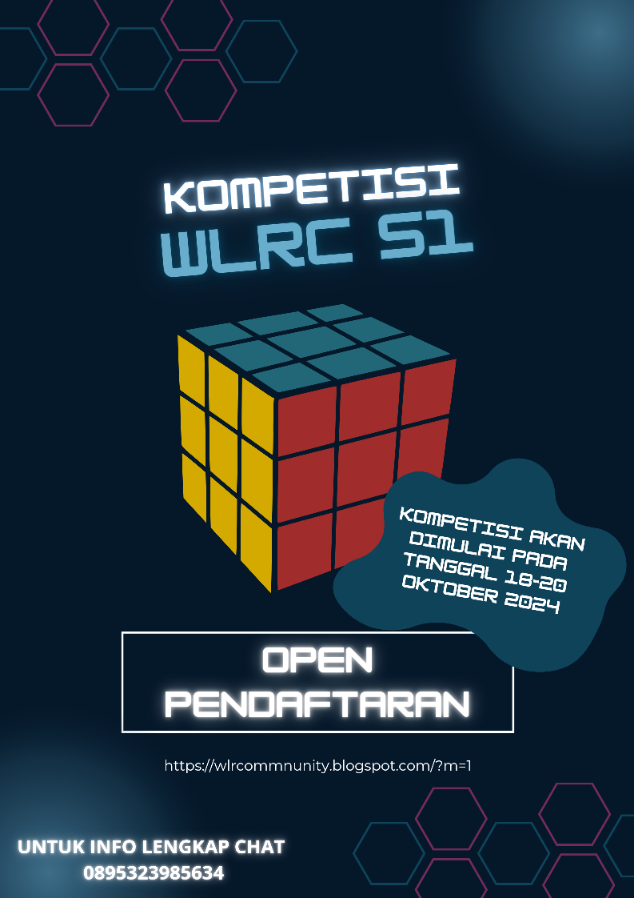 KOMPETISI
WLRC S1
KOMPETISI AKAN
DIMULAI PADA
TANGGAL 18-20
OKTOBER 2024
OPEN
PENDAFTARAN
https://wlrcommnunity.blogspot.com/?m=1
UNTUK INFO LENGKAP CHAT
0895323985634